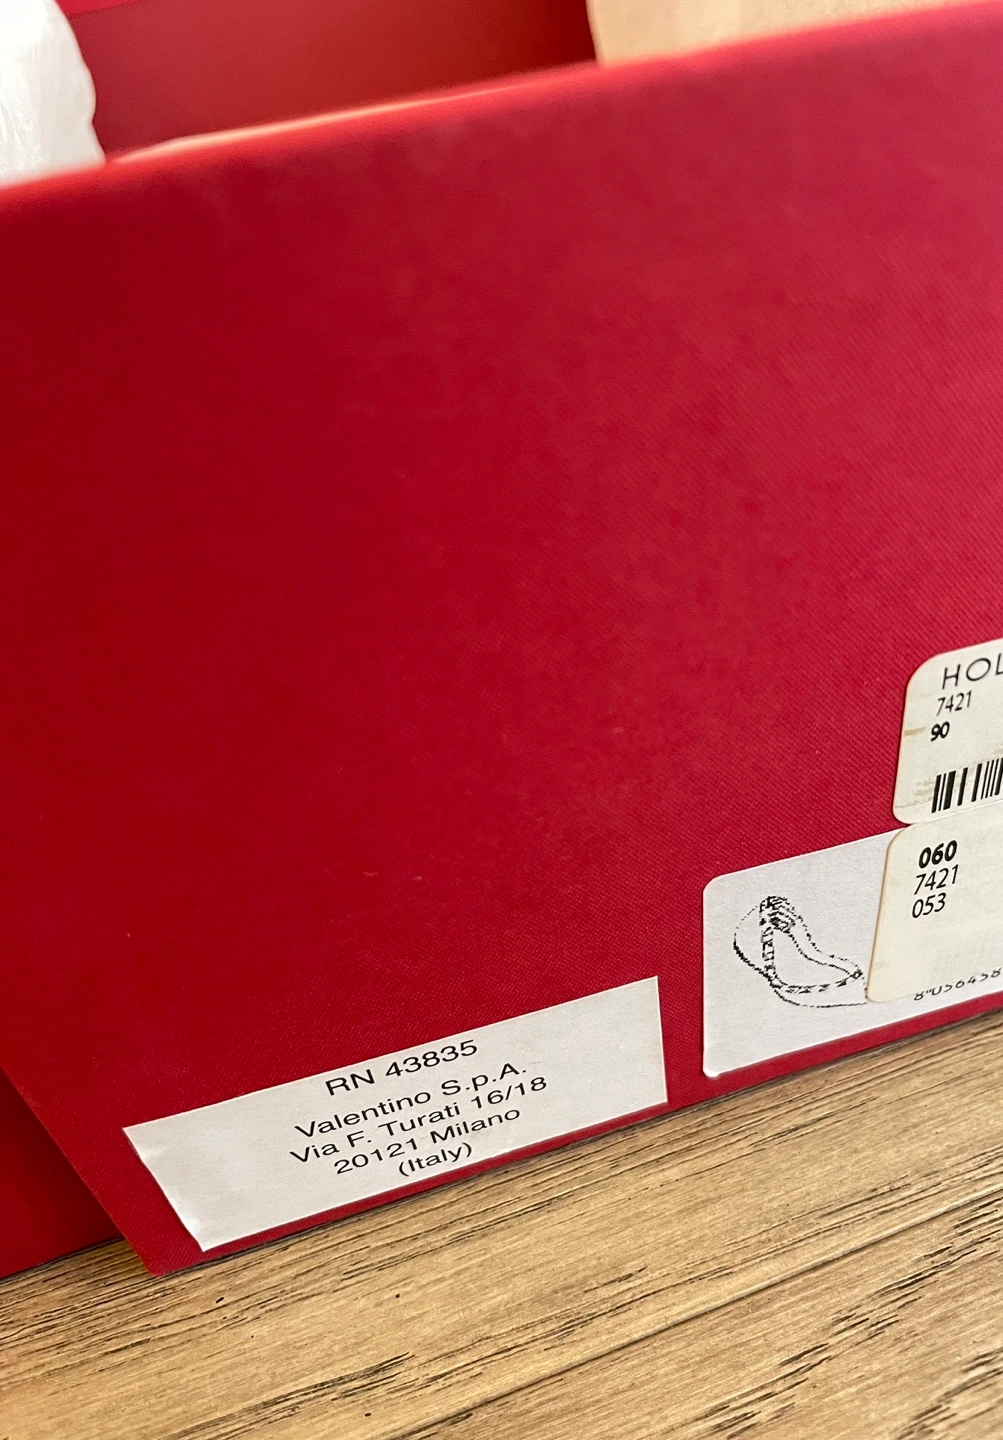 HOL
7421
90
060
7421
053
RN 43835
Valentino S.p.A.
Via F. Turati 16/18
20121 Milano
(Italy)